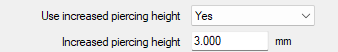 Use increased piercing height Yes
Increased piercing height 3.000 mm